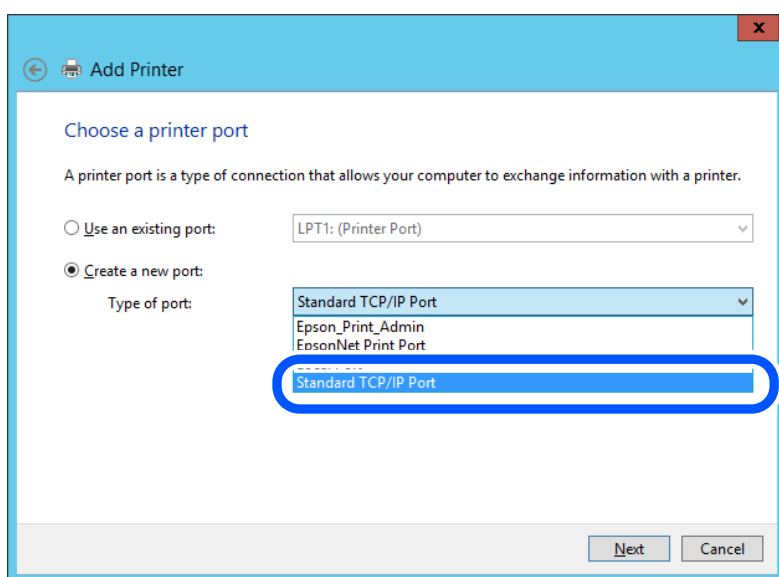 x
Add Printer
Choose a printer port
A printer port is a type of connection that allows your computer to exchange information with a printer.
Use an existing port: LPT1: (Printer Port)
Create a new port:
Type of port: Standard TCP/IP Port
Epson_Print_Admin
EpsonNet Print Port
Standard TCP/IP Port
Next Cancel